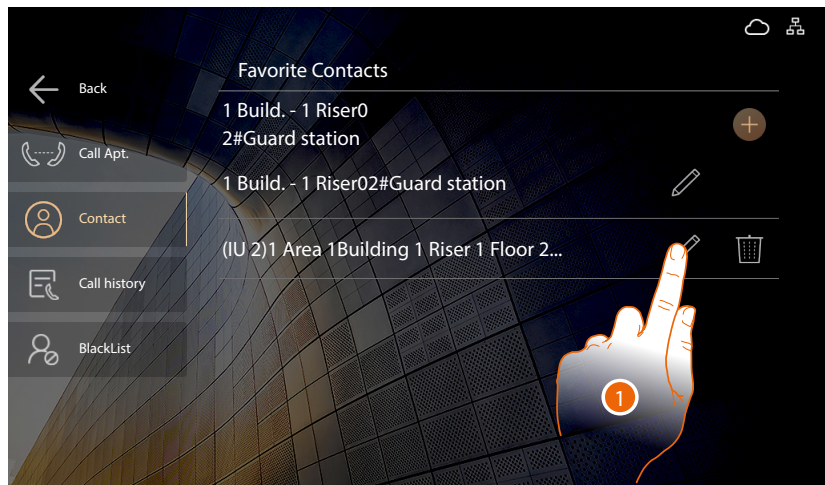 Favorite Contacts
Back
1 Build. - 1 Riser0
2#Guard station
Call Apt.
1 Build. - 1 Riser02#Guard station
Contact
(IU 2)1 Area 1Building 1 Riser 1 Floor 2...
Call history
BlackList
1